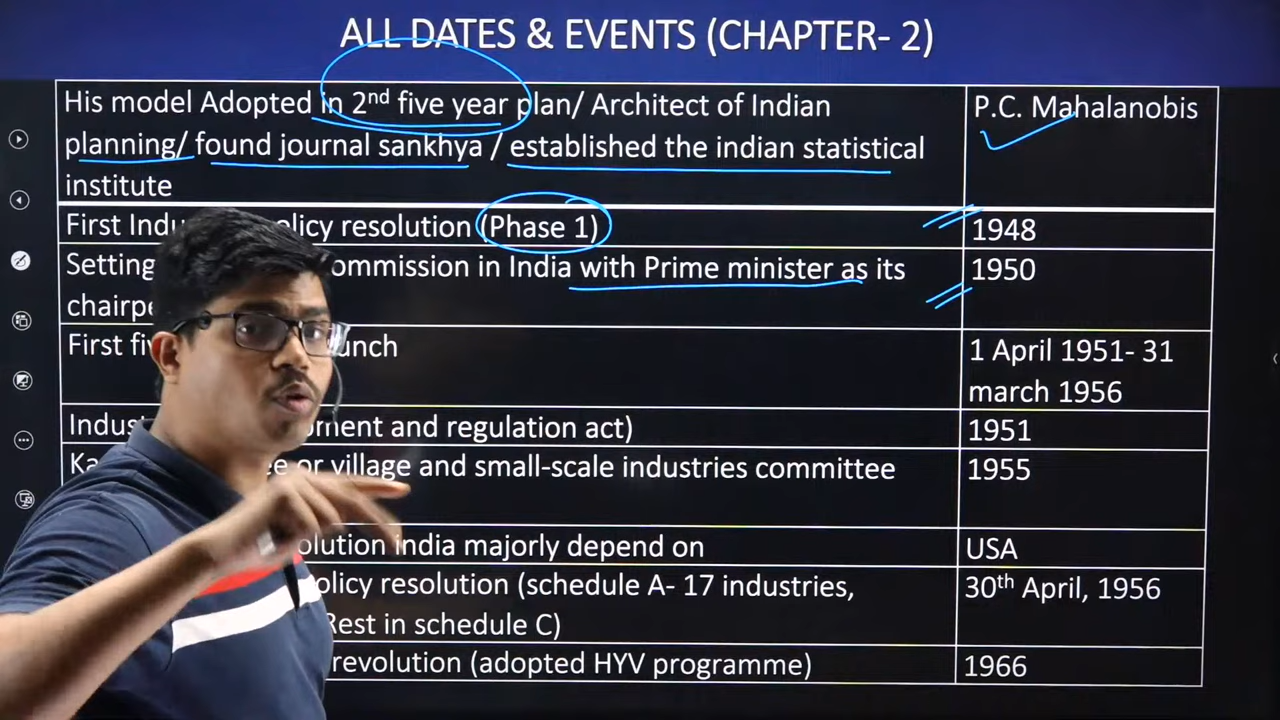 ALL DATES & EVENTS (CHAPTER- 2)
His model Adopted in 2nd five year plan/ Architect of Indian
planning/ found journal sankhya / established the indian statistical
institute
P.C. Mahalanobis
First Indu policy resolution (Phase 1)
1948
Setting commission in India with Prime minister as its
chairpe
1950
First fi unch
1 April 1951- 31
march 1956
Indus ment and regulation act)
1951
Ka ee or village and small-scale industries committee
1955
olution india majorly depend on
USA
olicy resolution (schedule A- 17 industries,
Rest in schedule C)
30th April, 1956
revolution (adopted HYV programme)
1966